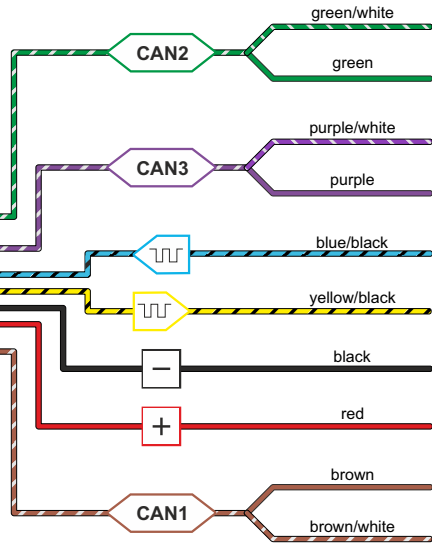 green/white
CAN2
green
purple/white
CAN3
purple
blue/black
yellow/black
black
−
red
+
brown
CAN1
brown/white